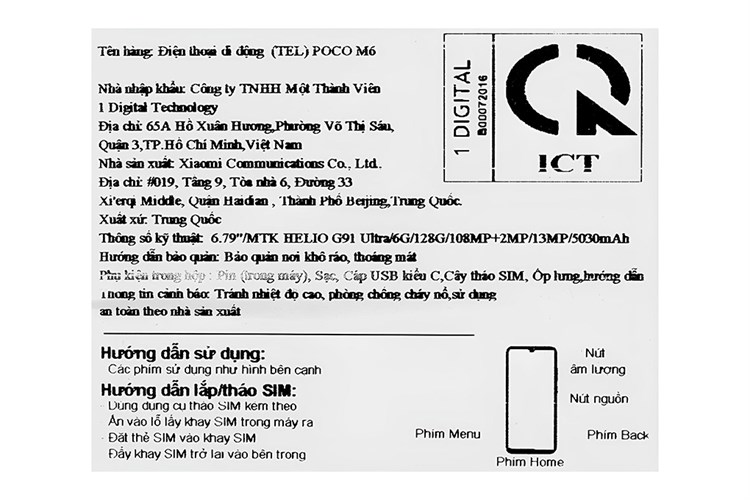 Tên hàng: Điện thoại di động (TEL) POCO M6
Nhà nhập khẩu: Công ty TNHH Một Thành Viên
1 Digital Technology
Địa chỉ: 65A Hồ Xuân Hương,Phường Võ Thị Sáu,
Quận 3,TP.Hồ Chí Minh,Việt Nam
Nhà sản xuất: Xiaomi Communications Co., Ltd.
Địa chỉ: #019, Tầng 9, Tòa nhà 6, Đường 33
Xi'erqi Middle, Quận Haidian , Thành Phố Beijing,Trung Quốc.
Xuất xứ: Trung Quốc
Thông số kỹ thuật: 6.79"/MTK HELIO G91 Ultra/6G/128G/108MP+2MP/13MP/5030mAh
Hướng dẫn bảo quản: Bảo quản nơi khô ráo, thoáng mát
Phụ kiện trong hộp : Pin (trong máy), Sạc, Cáp USB kiểu C,Cây tháo SIM, Ốp lưng,hướng dẫn
Thông tin cảnh báo: Tránh nhiệt độ cao, phòng chống cháy nổ,sử dụng
an toàn theo nhà sản xuất
1 DIGITAL
B00072016
ICT
Hướng dẫn sử dụng:
Các phím sử dụng như hình bên cạnh
Hướng dẫn lắp/tháo SIM:
- Dùng dụng cụ tháo SIM kèm theo
- Ấn vào lỗ lấy khay SIM trong máy ra
- Đặt thẻ SIM vào khay SIM
- Đẩy khay SIM trở lại vào bên trong
Nút
âm lượng
Nút nguồn
Phím Menu
Phím Back
Phím Home